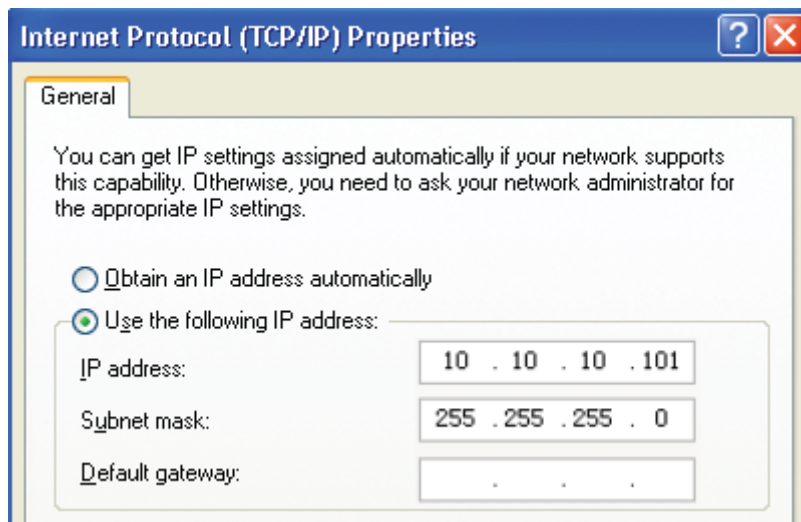 Internet Protocol (TCP/IP) Properties
General
You can get IP settings assigned automatically if your network supports
this capability. Otherwise, you need to ask your network administrator for
the appropriate IP settings.
Obtain an IP address automatically
Use the following IP address:
IP address: 10 . 10 . 10 . 101
Subnet mask: 255 . 255 . 255 . 0
Default gateway: . . .